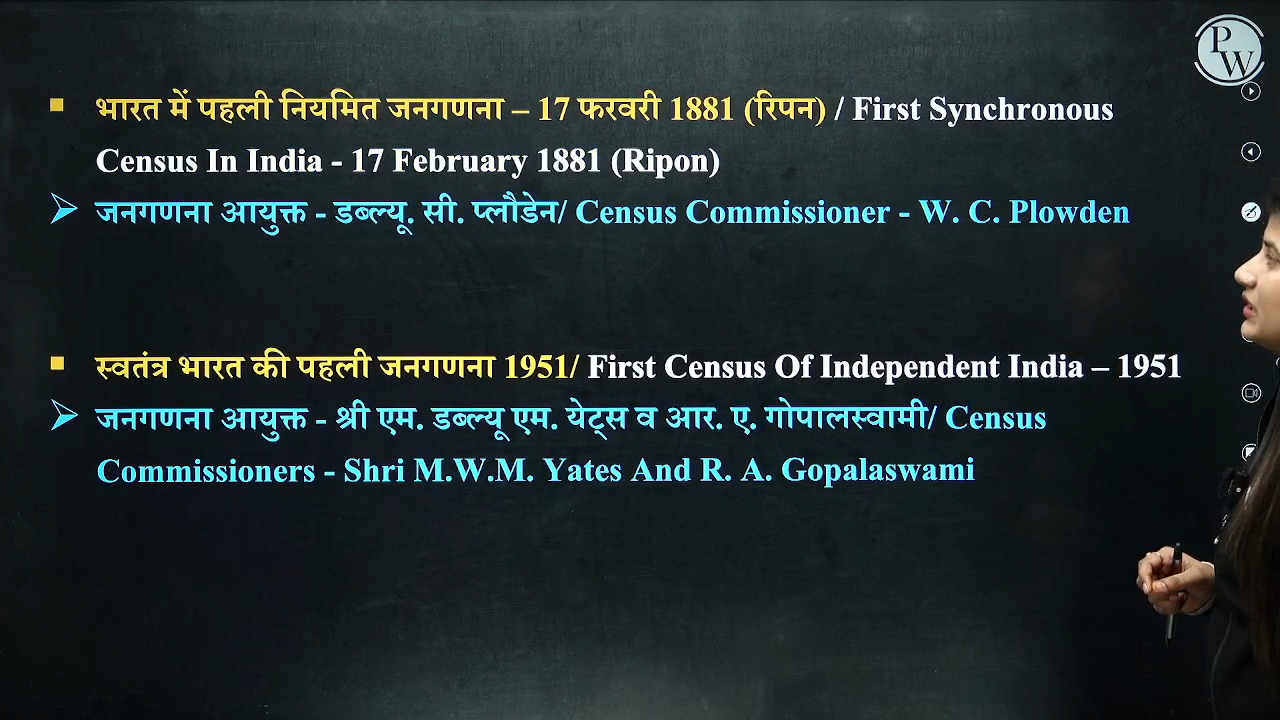 PW
▪ भारत में पहली नियमित जनगणना – 17 फरवरी 1881 (रिपन) / First Synchronous
Census In India - 17 February 1881 (Ripon)
➢ जनगणना आयुक्त - डब्ल्यू. सी. प्लौडेन/ Census Commissioner - W. C. Plowden
▪ स्वतंत्र भारत की पहली जनगणना 1951/ First Census Of Independent India – 1951
➢ जनगणना आयुक्त - श्री एम. डब्ल्यू एम. येट्स व आर. ए. गोपालस्वामी/ Census
Commissioners - Shri M.W.M. Yates And R. A. Gopalaswami